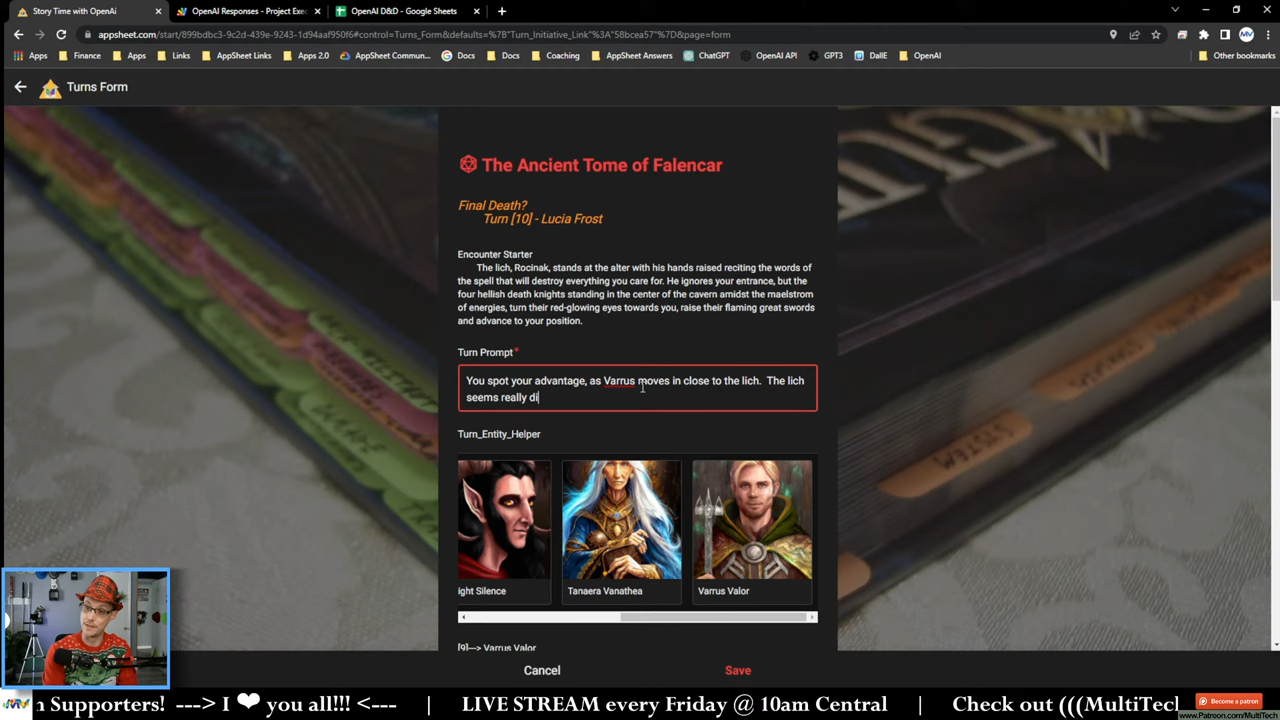 Story Time with OpenAi
OpenAI Responses - Project Exec
OpenAI D&D - Google Sheets
appsheet.com/start/899bdbc3-9c2d-439e-9243-1d94aaf950f6#control=Turns_Form&defaults=%7B"Turn_Initiative_Link"%3A"58bcea57"%7D&page=form
Apps Finance Apps Links AppSheet Links Apps 2.0 AppSheet Commun... Docs Docs Coaching AppSheet Answers ChatGPT OpenAI API GPT3 DallE OpenAI Other bookmarks
Turns Form
The Ancient Tome of Falencar
Final Death?
Turn [10] - Lucia Frost
Encounter Starter
The lich, Rocinak, stands at the alter with his hands raised reciting the words of
the spell that will destroy everything you care for. He ignores your entrance, but the
four hellish death knights standing in the center of the cavern amidst the maelstrom
of energies, turn their red-glowing eyes towards you, raise their flaming great swords
and advance to your position.
Turn Prompt*
You spot your advantage, as Varrus moves in close to the lich. The lich
seems really di
Turn_Entity_Helper
ight Silence
Tanaera Vanathea
Varrus Valor
[9]---> Varrus Valor
Cancel
Save
SYSTEM
MV
n Supporters! ---> I ❤ you all!!! <--- | LIVE STREAM every Friday @ 10am Central | Check out (((MultiTech
Become a patron
www.Patreon.com/MultiTech